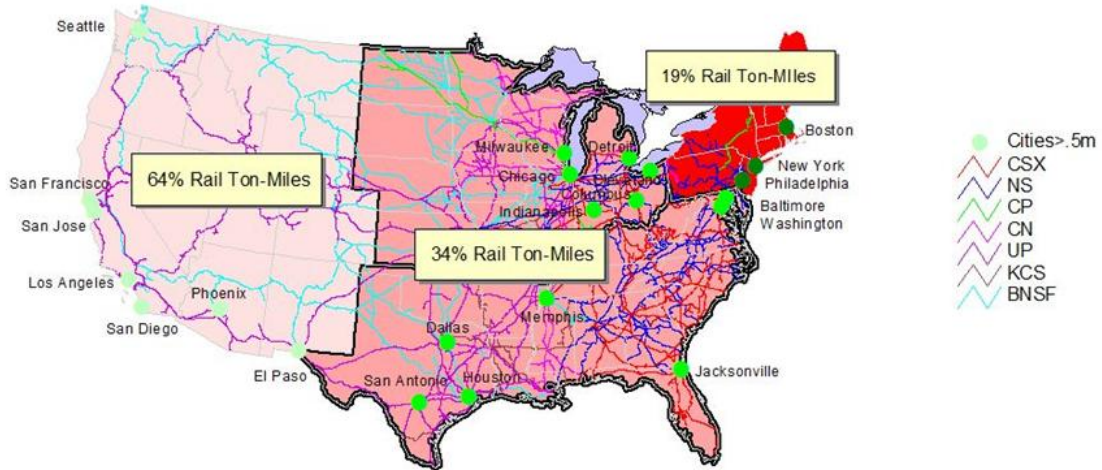 Seattle
19% Rail Ton-MIles
Boston
Milwaukee
Detroit
New York
64% Rail Ton-Miles
Chicago
Cleveland
San Francisco
Columbus
Philadelphia
Indianapolis
Baltimore
San Jose
Washington
34% Rail Ton-Miles
Los Angeles
Phoenix
San Diego
Memphis
Dallas
El Paso
San Antonio
Houston
Jacksonville
Cities>.5m
CSX
NS
CP
CN
UP
KCS
BNSF